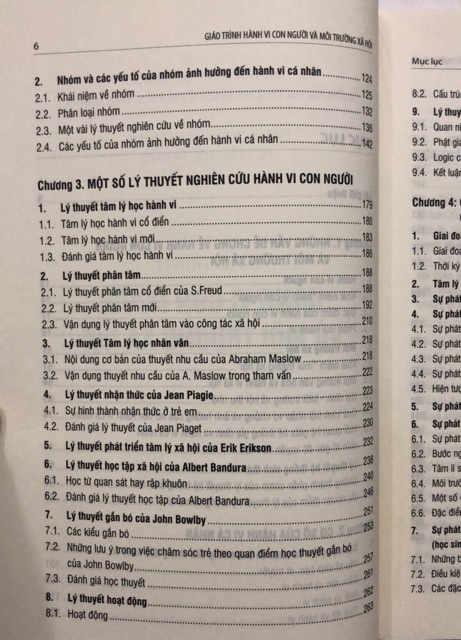 6 GIÁO TRÌNH HÀNH VI CON NGƯỜI VÀ MÔI TRƯỜNG XÃ HỘI
2. Nhóm và các yếu tố của nhóm ảnh hưởng đến hành vi cá nhân 124
2.1. Khái niệm về nhóm 125
2.2. Phân loại nhóm 132
2.3. Một vài lý thuyết nghiên cứu về nhóm 136
2.4. Các yếu tố của nhóm ảnh hưởng đến hành vi cá nhân 142
Chương 3. MỘT SỐ LÝ THUYẾT NGHIÊN CỨU HÀNH VI CON NGƯỜI
1. Lý thuyết tâm lý học hành vi 179
1.1. Tâm lý học hành vi cổ điển 180
1.2. Tâm lý học hành vi mới 183
1.3. Đánh giá tâm lý học hành vi 186
2. Lý thuyết phân tâm 188
2.1. Lý thuyết phân tâm cổ điển của S.Freud 188
2.2. Lý thuyết phân tâm mới 192
2.3. Vận dụng lý thuyết phân tâm vào công tác xã hội 210
3. Lý thuyết Tâm lý học nhân văn 218
3.1. Nội dung cơ bản của thuyết nhu cầu của Abraham Maslow 218
3.2. Vận dụng thuyết nhu cầu của A. Maslow trong tham vấn 222
4. Lý thuyết nhận thức của Jean Piagie 223
4.1. Sự hình thành nhận thức ở trẻ em 224
4.2. Đánh giá lý thuyết của Jean Piaget 230
5. Lý thuyết phát triển tâm lý xã hội của Erik Erikson 232
6. Lý thuyết học tập xã hội của Albert Bandura 238
6.1. Học từ quan sát hay rập khuôn 240
6.2. Đánh giá lý thuyết học tập của Albert Bandura 246
7. Lý thuyết gắn bó của John Bowlby 251
7.1. Các kiểu gắn bó 253
7.2. Những lưu ý trong việc chăm sóc trẻ theo quan điểm học thuyết gắn bó
của John Bowlby 257
7.3. Đánh giá học thuyết 261
8. Lý thuyết hoạt động 262
8.1. Hoạt động 263
Mục lục
8.2. Cấu trúc
9. Lý thuy
9.1. Quan ni
9.2. Phật gi
9.3. Logic c
9.4. Kết luận
Chương 4:
1. Giai đo
1.1. Giai đoạ
1.2. Thời kỳ
2. Tâm lý
3. Sự phát
4. Sự phát
4.1. Sự phát
4.2. Sự phát
4.3. Sự phát
4.4. Sự phát
4.5. Hiện tượ
5. Sự phát
6. Sự phát
6.1. Sự phát
6.2. Bước ng
6.3. Tâm lí s
6.4. Môi trườ
6.5. Một số
6.6. Đặc điể
7. Sự phát
(học sin
7.1. Những b
7.2. Điều kiệ
7.3. Các đặc